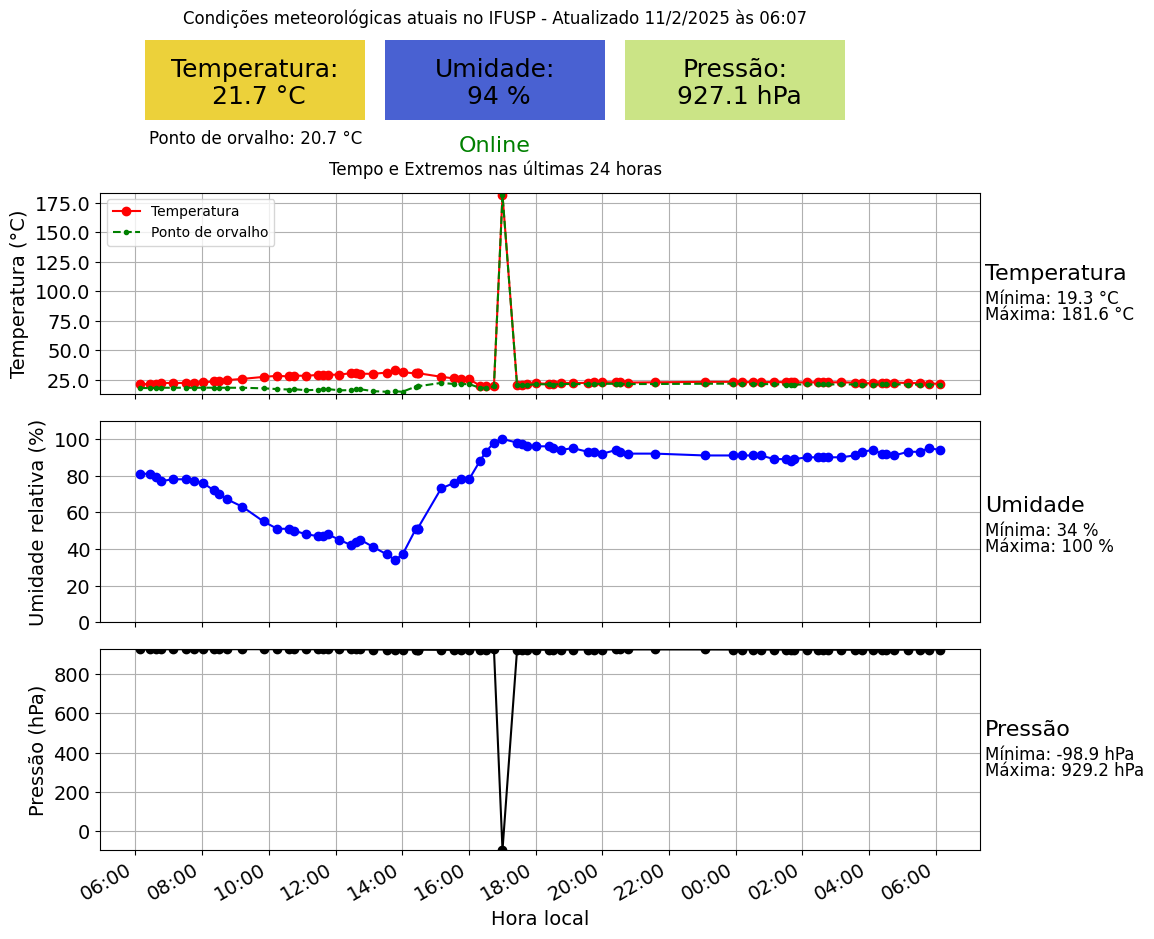 Condições meteorológicas atuais no IFUSP - Atualizado 11/2/2025 às 06:07
Temperatura:
21.7 °C
Umidade:
94 %
Pressão:
927.1 hPa
Ponto de orvalho: 20.7 °C
Online
Tempo e Extremos nas últimas 24 horas
Temperatura (°C)
175.0
150.0
125.0
100.0
75.0
50.0
25.0
Temperatura
Ponto de orvalho
Temperatura
Mínima: 19.3 °C
Máxima: 181.6 °C
Umidade relativa (%)
100
80
60
40
20
0
Umidade
Mínima: 34 %
Máxima: 100 %
Pressão (hPa)
800
600
400
200
0
Pressão
Mínima: -98.9 hPa
Máxima: 929.2 hPa
06:00 08:00 10:00 12:00 14:00 16:00 18:00 20:00 22:00 00:00 02:00 04:00 06:00
Hora local